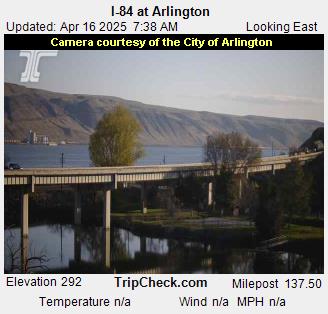 I-84 at Arlington
Updated: Apr 16 2025 7:38 AM Looking East
Camera courtesy of the City of Arlington
Elevation 292 TripCheck.com Milepost 137.50
Temperature n/a Wind n/a MPH n/a